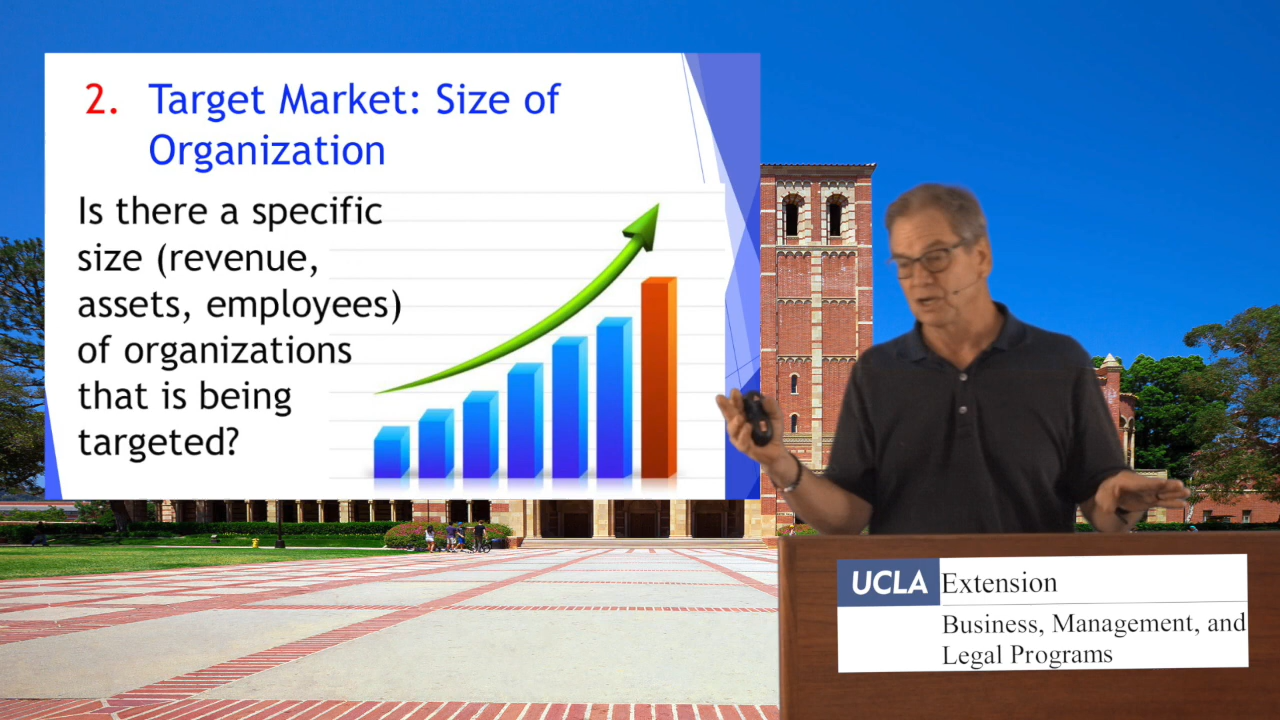 2. Target Market: Size of
Organization
Is there a specific
size (revenue,
assets, employees)
of organizations
that is being
targeted?
UCLA Extension
Business, Management, and
Legal Programs